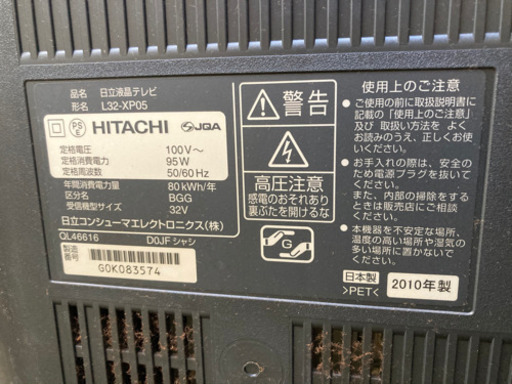 品名 日立液晶テレビ
形名 L32-XP05
PS E HITACHI JQA
定格電圧 100V～
定格消費電力 95W
定格周波数 50/60Hz
年間消費電力量 80kWh/年
区分名 BGG
受信機型サイズ 32V
日立コンシューマエレクトロニクス(株)
QL46616 D0JFシャシ
製造番号 G0K083574
警告
高圧注意
感電のおそれあり
裏ぶたを開けるな
G
使用上のご注意
●ご使用の前に取扱説明書に
記載の「使用上のご注意」
及び 取扱い方法を よく
お読みのうえ、正しくお使
いください。
●お手入れの際は、安全のた
め電源プラグを抜いてくだ
さい。
また、内部の掃除をすると
きは販売店にご相談くださ
い。
●本機器を不安定な場所、
温度の高い場所や湿気の
多い場所に置かないで
ください。
日本製
>PET<
2010年製